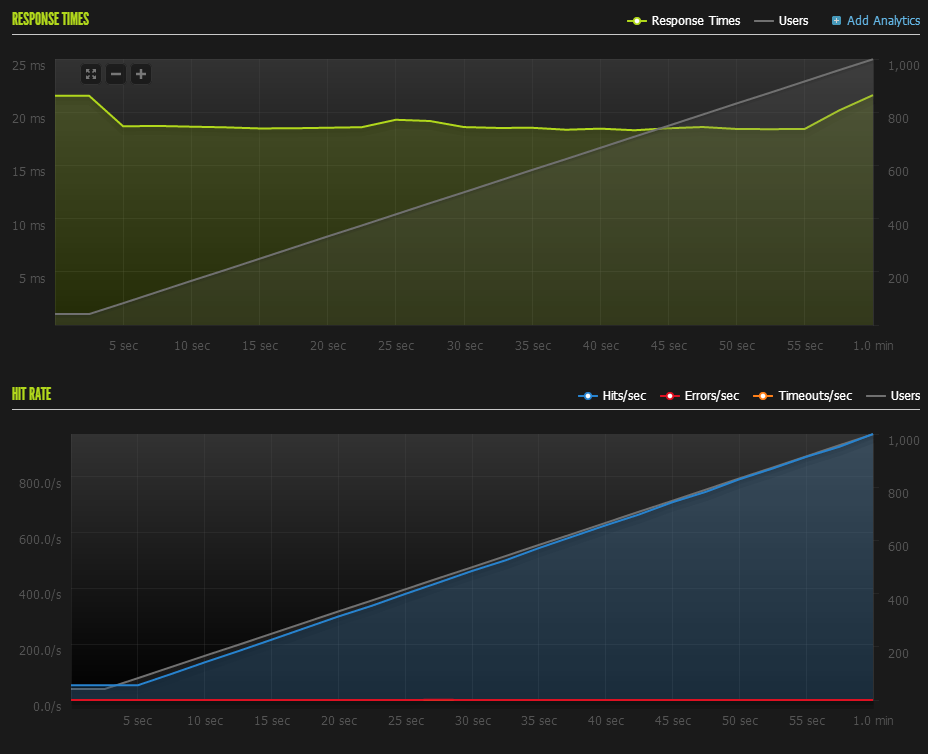 RESPONSE TIMES
Response Times Users Add Analytics
25 ms 1,000
20 ms 800
15 ms 600
10 ms 400
5 ms 200
5 sec 10 sec 15 sec 20 sec 25 sec 30 sec 35 sec 40 sec 45 sec 50 sec 55 sec 1.0 min
HIT RATE
Hits/sec Errors/sec Timeouts/sec Users
1,000
800.0/s 800
600.0/s 600
400.0/s 400
200.0/s 200
0.0/s
5 sec 10 sec 15 sec 20 sec 25 sec 30 sec 35 sec 40 sec 45 sec 50 sec 55 sec 1.0 min